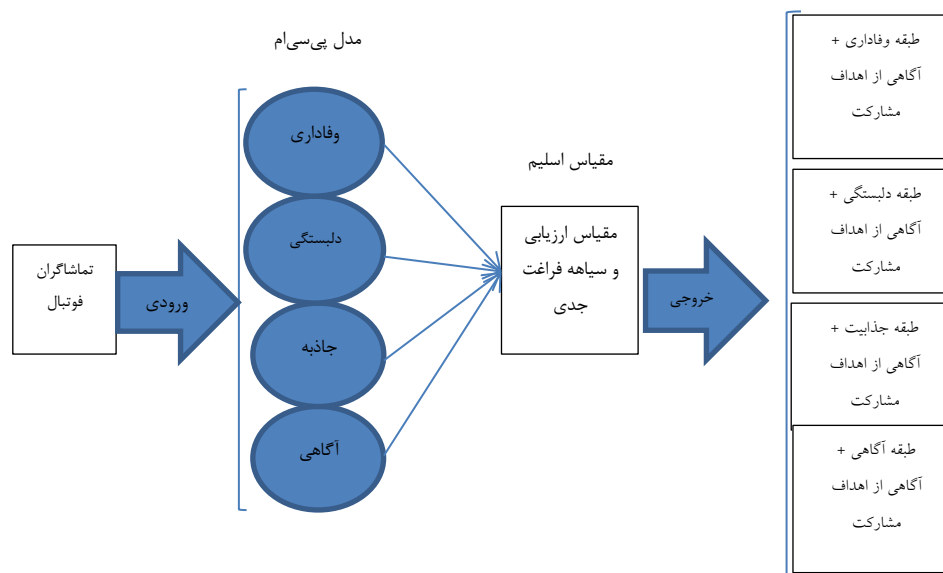 مدل پی‌سی‌ام
وفاداری
دلبستگی
جاذبه
آگاهی
تماشاگران
فوتبال
ورودی
مقیاس اسلیم
مقیاس ارزیابی
و سیاهه فراغت
جدی
خروجی
طبقه وفاداری +
آگاهی از اهداف
مشارکت
طبقه دلبستگی +
آگاهی از اهداف
مشارکت
طبقه جذابیت +
آگاهی از اهداف
مشارکت
طبقه آگاهی +
آگاهی از اهداف
مشارکت